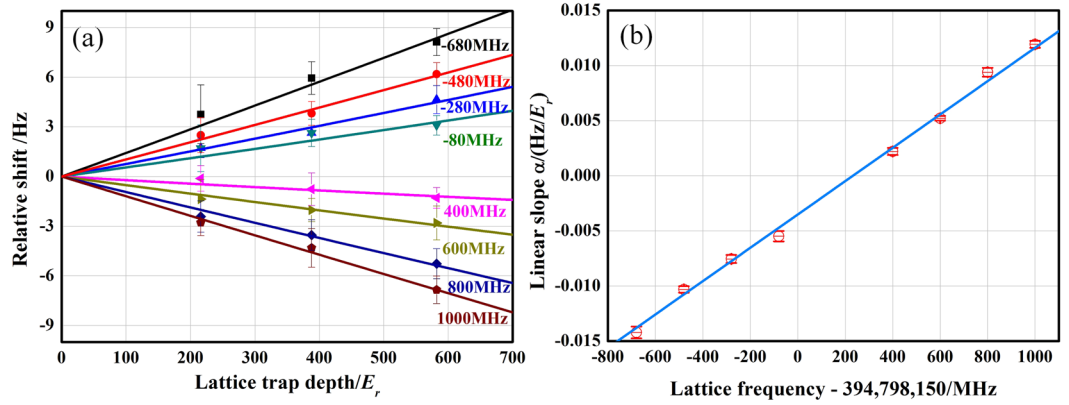 (a)
Relative shift /Hz
9
6
3
0
-3
-6
-9
-680MHz
-480MHz
-280MHz
-80MHz
400MHz
600MHz
800MHz
1000MHz
0 100 200 300 400 500 600 700
Lattice trap depth/Er
(b)
Linear slope α/(Hz/Er)
0.015
0.010
0.005
0.000
-0.005
-0.010
-0.015
-800 -600 -400 -200 0 200 400 600 800 1000
Lattice frequency - 394,798,150/MHz